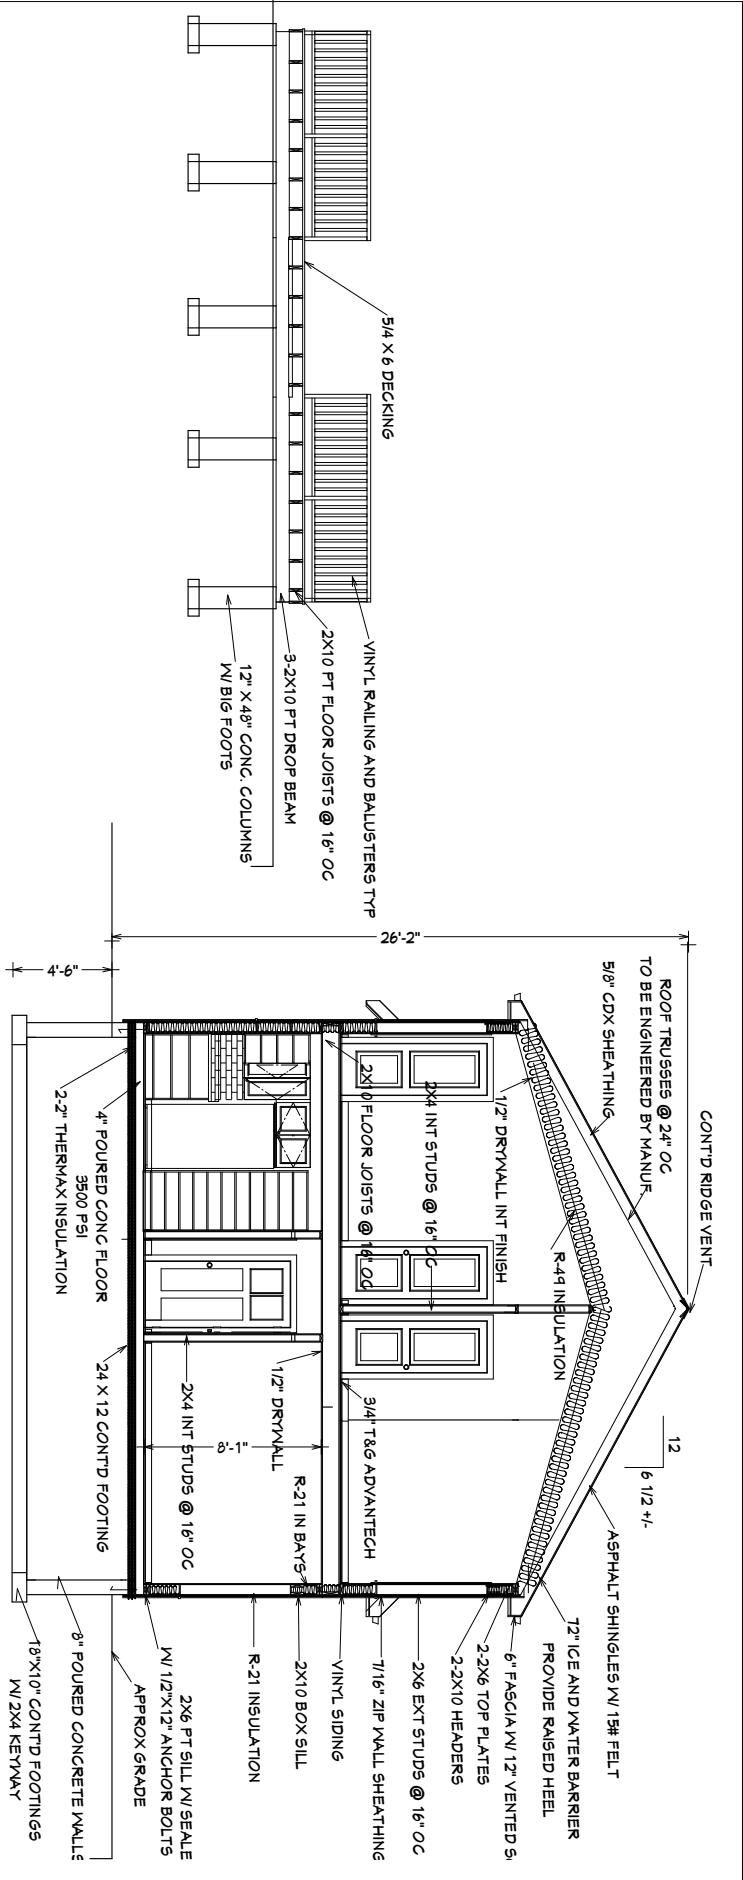 CONT'D RIDGE VENT
ROOF TRUSSES @ 24" OC
TO BE ENGINEERED BY MANUF.
5/8" CDX SHEATHING
12
6 1/2 +/-
ASPHALT SHINGLES W/ 15# FELT
72" ICE AND WATER BARRIER
PROVIDE RAISED HEEL
6" FASCIA W/ 12" VENTED
2-2X6 TOP PLATES
2-2X10 HEADERS
2X6 EXT STUDS @ 16" OC
7/16" ZIP WALL SHEATHING
VINYL SIDING
2X10 BOX SILL
R-21 INSULATION
2X6 PT SILL W/ SEALE
W/ 1/2"X12" ANCHOR BOLTS
APPROX GRADE
8" POURED CONCRETE WALLS
18"X10" CONT'D FOOTINGS
W/ 2X4 KEYWAY
R-49 INSULATION
1/2" DRYWALL INT FINISH
2X4 INT STUDS @ 16" OC
2X10 FLOOR JOISTS @ 16" OC
3/4" T&G ADVANTECH
1/2" DRYWALL
R-21 IN BAYS
8'-1"
2X4 INT STUDS @ 16" OC
24 X 12 CONT'D FOOTING
4" POURED CONC FLOOR
3500 PSI
2-2" THERMAX INSULATION
26'-2"
4'-6"
5/4 X 6 DECKING
VINYL RAILING AND BALUSTERS TYP
2X10 PT FLOOR JOISTS @ 16" OC
3-2X10 PT DROP BEAM
12" X 48" CONC. COLUMNS
W/ BIG FOOTS